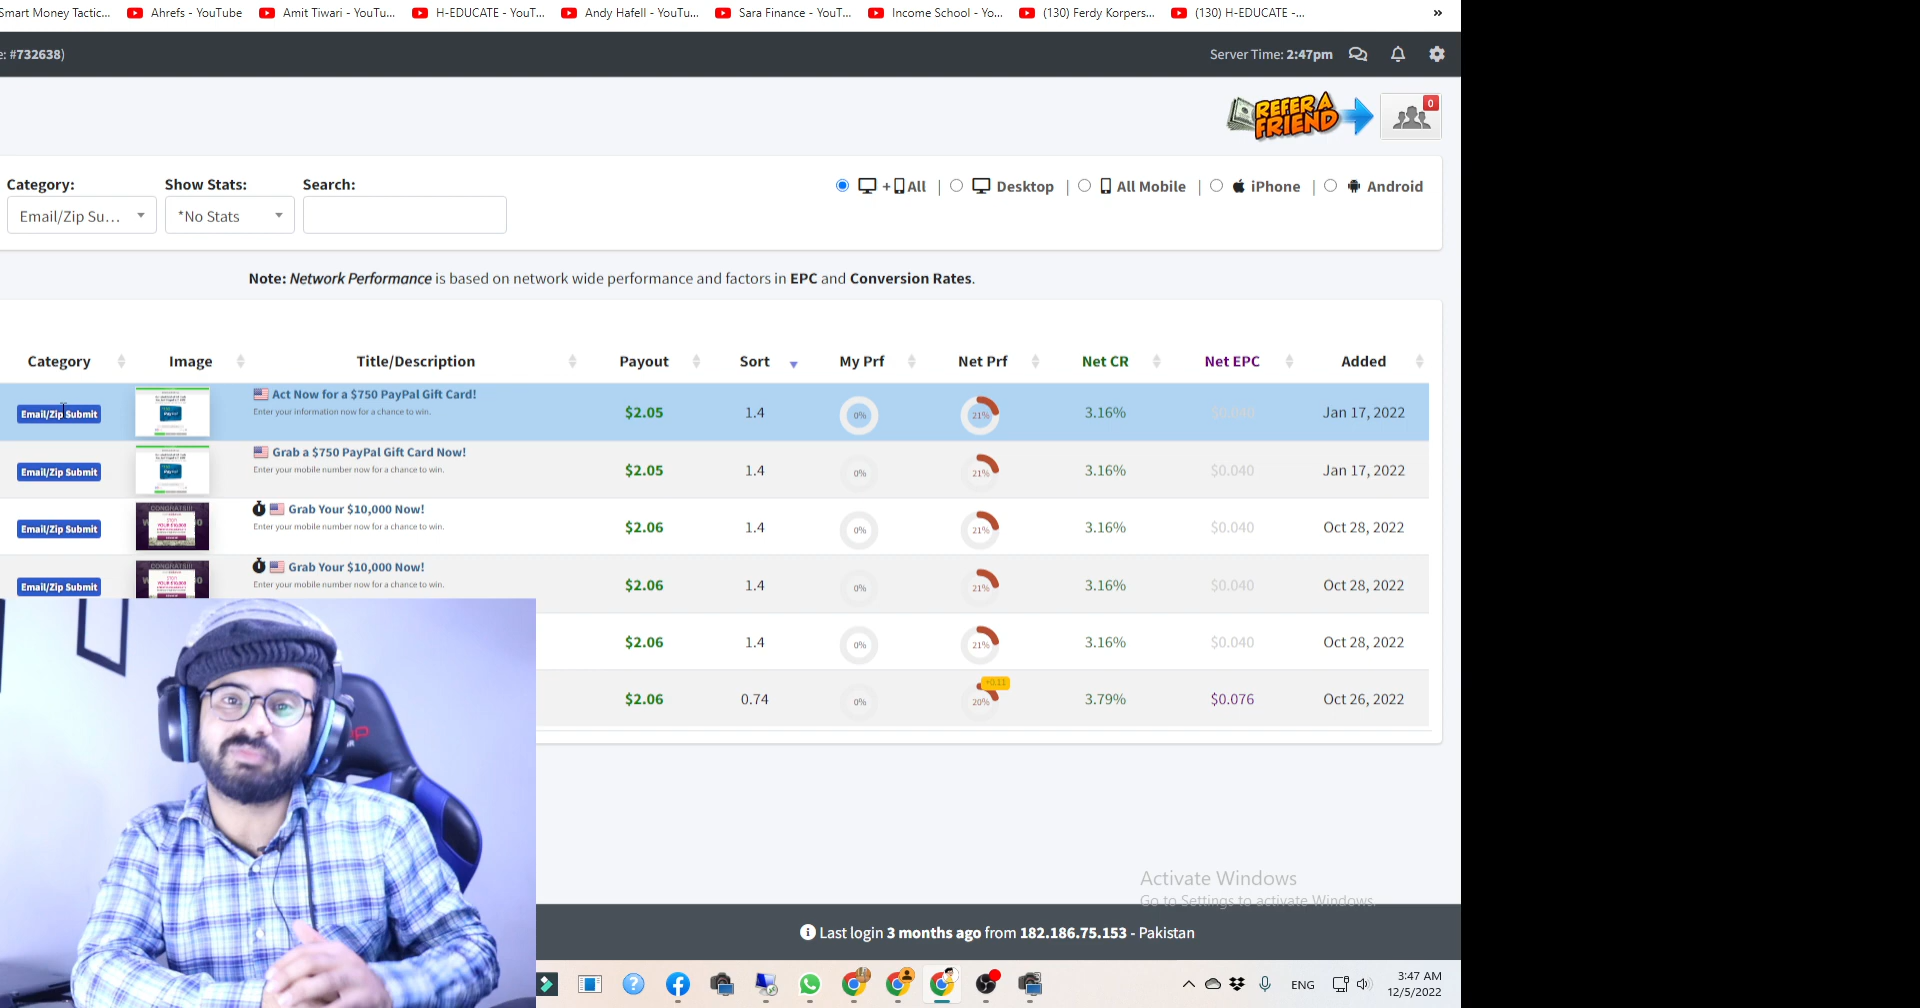 Smart Money Tactic... Ahrefs - YouTube Amit Tiwari - YouTu... H-EDUCATE - YouT... Andy Hafell - YouTu... Sara Finance - YouT... Income School - Yo... (130) Ferdy Korpers... (130) H-EDUCATE -... »
e: #732638) Server Time: 2:47pm
REFER A FRIEND 0
Category: Show Stats: Search:
Email/Zip Su... *No Stats + All | Desktop | All Mobile | iPhone | Android
Note: Network Performance is based on network wide performance and factors in EPC and Conversion Rates.
Category Image Title/Description Payout Sort My Prf Net Prf Net CR Net EPC Added
Act Now for a $750 PayPal Gift Card!
Email/Zip Submit Enter your information now for a chance to win. $2.05 1.4 0% 21% 3.16% $0.040 Jan 17, 2022
Grab a $750 PayPal Gift Card Now!
Email/Zip Submit Enter your mobile number now for a chance to win. $2.05 1.4 0% 21% 3.16% $0.040 Jan 17, 2022
Grab Your $10,000 Now!
Email/Zip Submit Enter your mobile number now for a chance to win. $2.06 1.4 0% 21% 3.16% $0.040 Oct 28, 2022
Grab Your $10,000 Now!
Email/Zip Submit Enter your mobile number now for a chance to win. $2.06 1.4 0% 21% 3.16% $0.040 Oct 28, 2022
$2.06 1.4 0% 21% 3.16% $0.040 Oct 28, 2022
$2.06 0.74 0% 20% 3.79% $0.076 Oct 26, 2022
Activate Windows
Go to Settings to activate Windows.
Last login 3 months ago from 182.186.75.153 - Pakistan
ENG 3:47 AM
12/5/2022